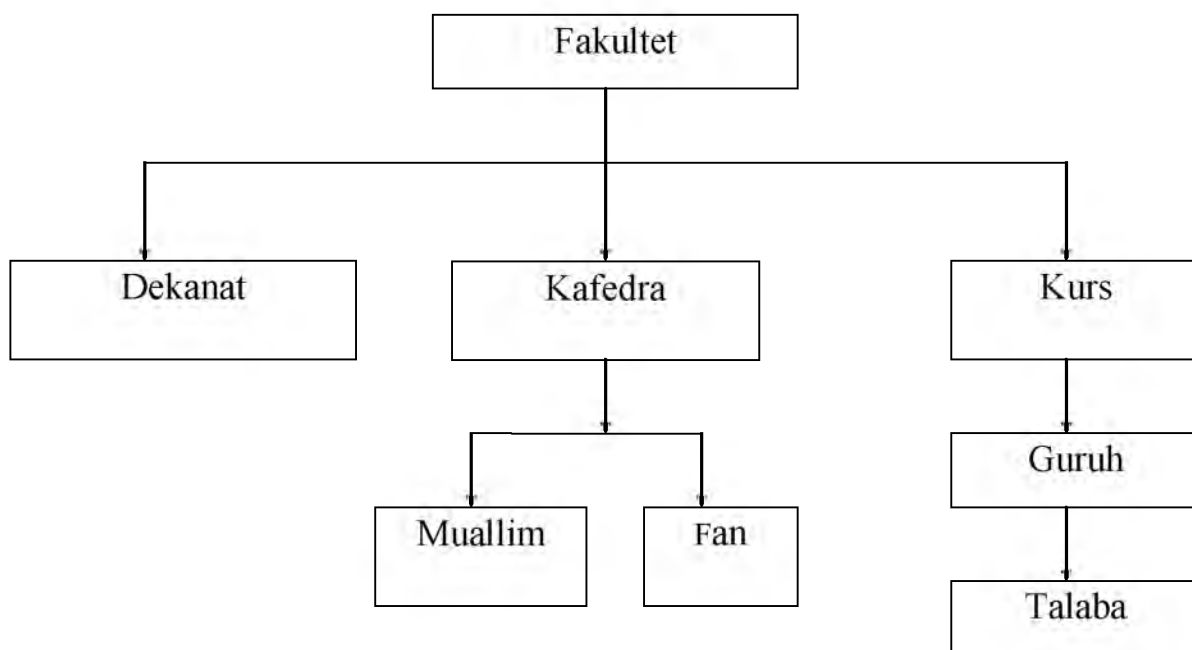 Fakultet
Dekanat
Kafedra
Kurs
Guruh
Muallim
Fan
Talaba